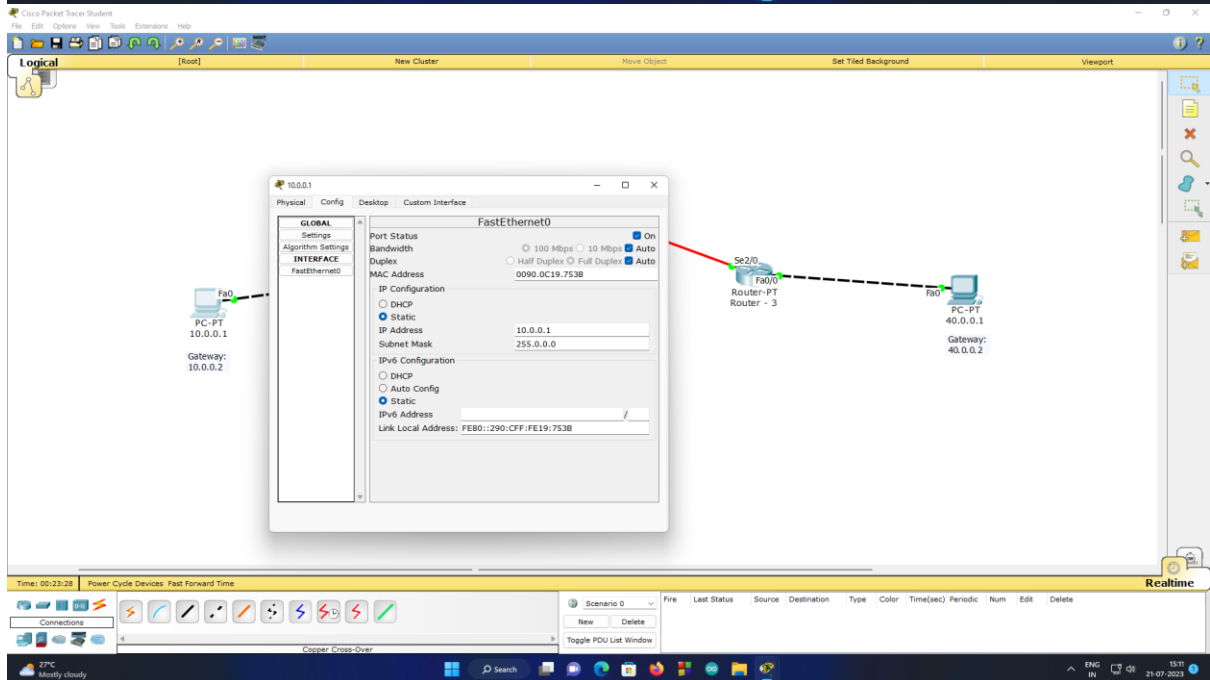 Cisco Packet Tracer Student
File Edit Options View Tools Extensions Help
Logical [Root] New Cluster Move Object Set Tiled Background Viewport
10.0.0.1
Physical Config Desktop Custom Interface
GLOBAL
Settings
Algorithm Settings
INTERFACE
FastEthernet0
FastEthernet0
Port Status On
Bandwidth 100 Mbps 10 Mbps Auto
Duplex Half Duplex Full Duplex Auto
MAC Address 0090.0C19.753B
IP Configuration
DHCP
Static
IP Address 10.0.0.1
Subnet Mask 255.0.0.0
IPv6 Configuration
DHCP
Auto Config
Static
IPv6 Address /
Link Local Address: FE80::290:CFF:FE19:753B
Fa0
PC-PT
10.0.0.1
Gateway:
10.0.0.2
Se2/0
Fa0/0
Router-PT
Router - 3
Fa0
PC-PT
40.0.0.1
Gateway:
40.0.0.2
Time: 00:23:28 Power Cycle Devices Fast Forward Time Realtime
Connections
Copper Cross-Over
Scenario 0
New Delete
Toggle PDU List Window
Fire Last Status Source Destination Type Color Time(sec) Periodic Num Edit Delete
27°C
Mostly cloudy
Search
ENG
IN
15:11
21-07-2023